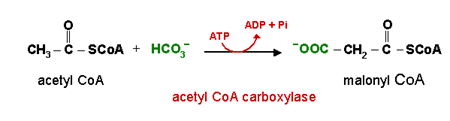 O O
ATP ADP + Pi
CH₃ – C – SCoA + HCO₃⁻ ⁻OOC – CH₂ – C – SCoA
acetyl CoA malonyl CoA
acetyl CoA carboxylase